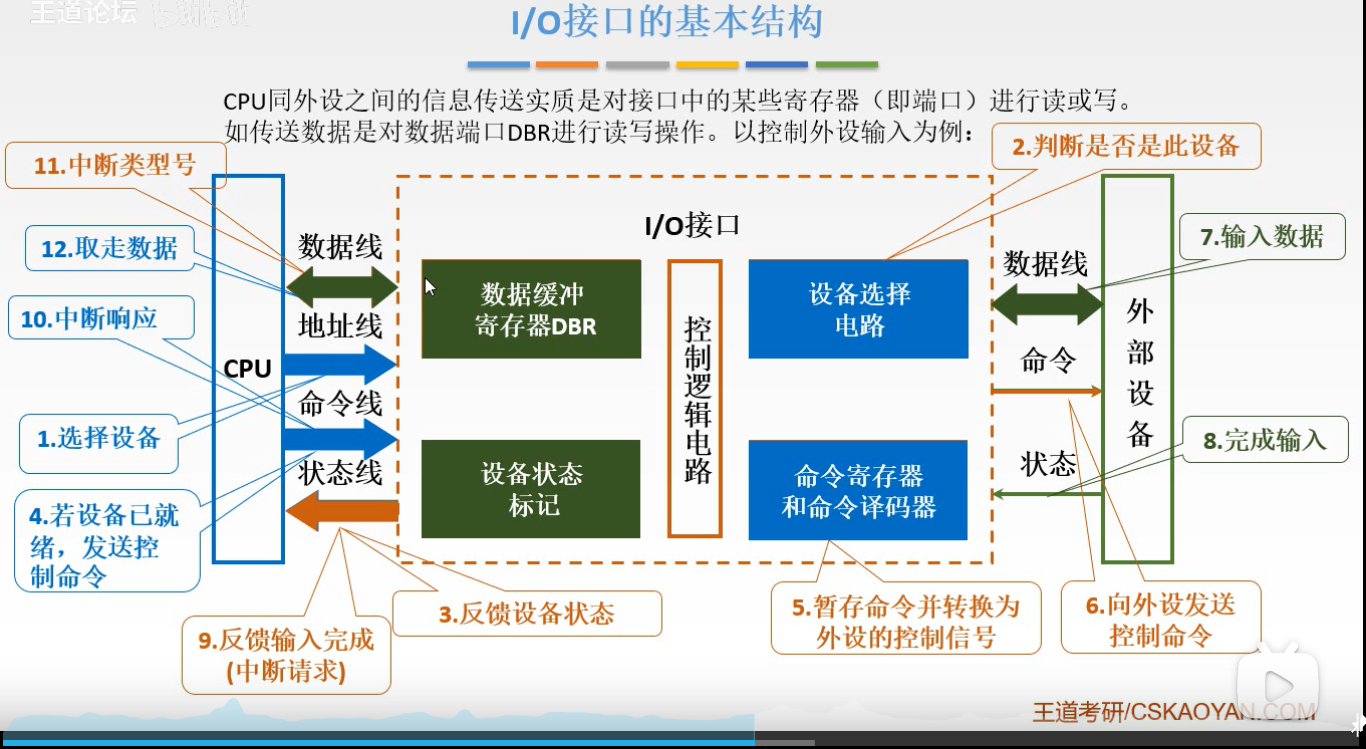 王道论坛
I/O接口的基本结构
CPU同外设之间的信息传送实质是对接口中的某些寄存器（即端口）进行读或写。
如传送数据是对数据端口DBR进行读写操作。以控制外设输入为例：
2.判断是否是此设备
11.中断类型号
12.取走数据
10.中断响应
1.选择设备
4.若设备已就
绪，发送控
制命令
CPU
数据线
地址线
命令线
状态线
I/O接口
数据缓冲
寄存器DBR
设备状态
标记
控制逻辑电路
设备选择
电路
命令寄存器
和命令译码器
数据线
命令
状态
外部设备
7.输入数据
8.完成输入
9.反馈输入完成
(中断请求)
3.反馈设备状态
5.暂存命令并转换为
外设的控制信号
6.向外设发送
控制命令
王道考研/CSKAOYAN.COM